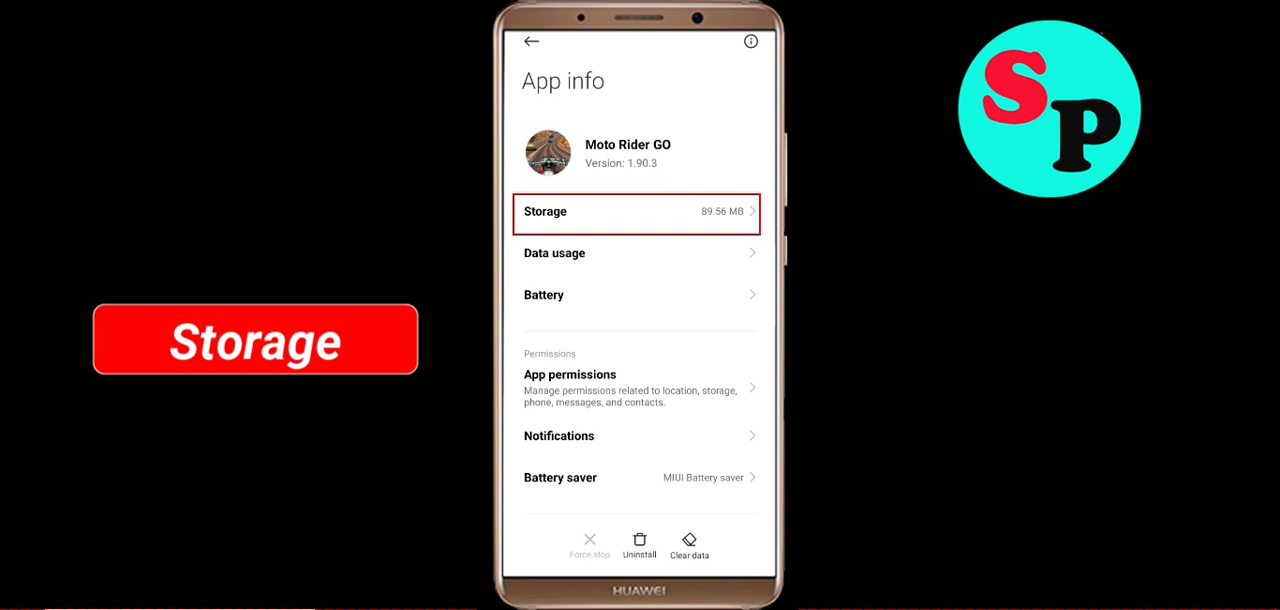 App info
Moto Rider GO
Version: 1.90.3
Storage 89.56 MB
Data usage
Battery
Permissions
App permissions
Manage permissions related to location, storage,
phone, messages, and contacts.
Notifications
Battery saver MIUI Battery saver
Force stop Uninstall Clear data
HUAWEI
Storage
SP